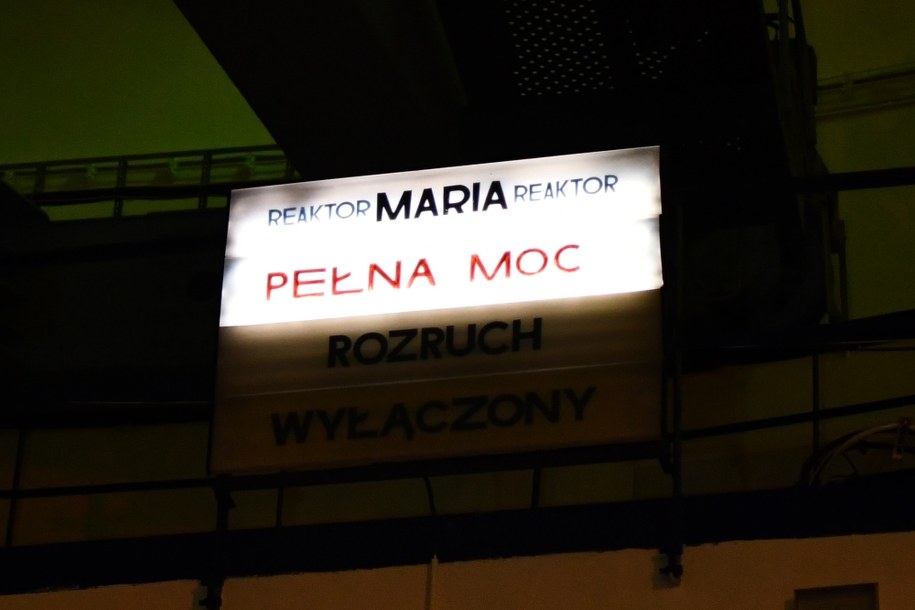 REAKTOR MARIA REAKTOR
PEŁNA MOC
ROZRUCH
WYŁĄCZONY